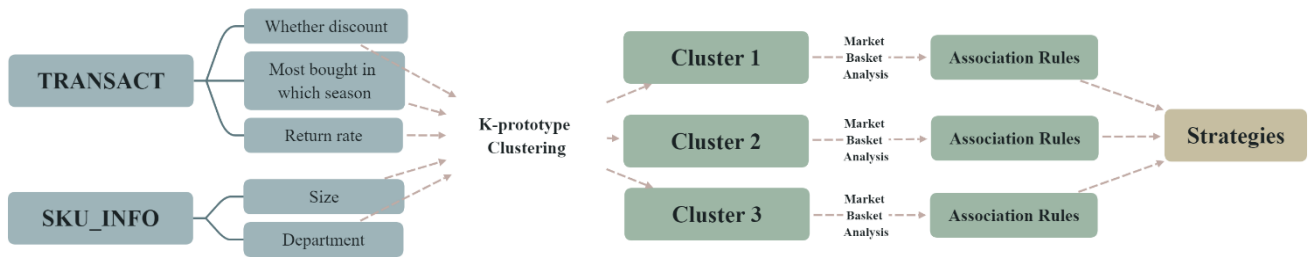 TRANSACT
Whether discount
Most bought in
which season
Return rate
SKU_INFO
Size
Department
K-prototype
Clustering
Cluster 1
Market
Basket
Analysis
Association Rules
Cluster 2
Market
Basket
Analysis
Association Rules
Cluster 3
Market
Basket
Analysis
Association Rules
Strategies